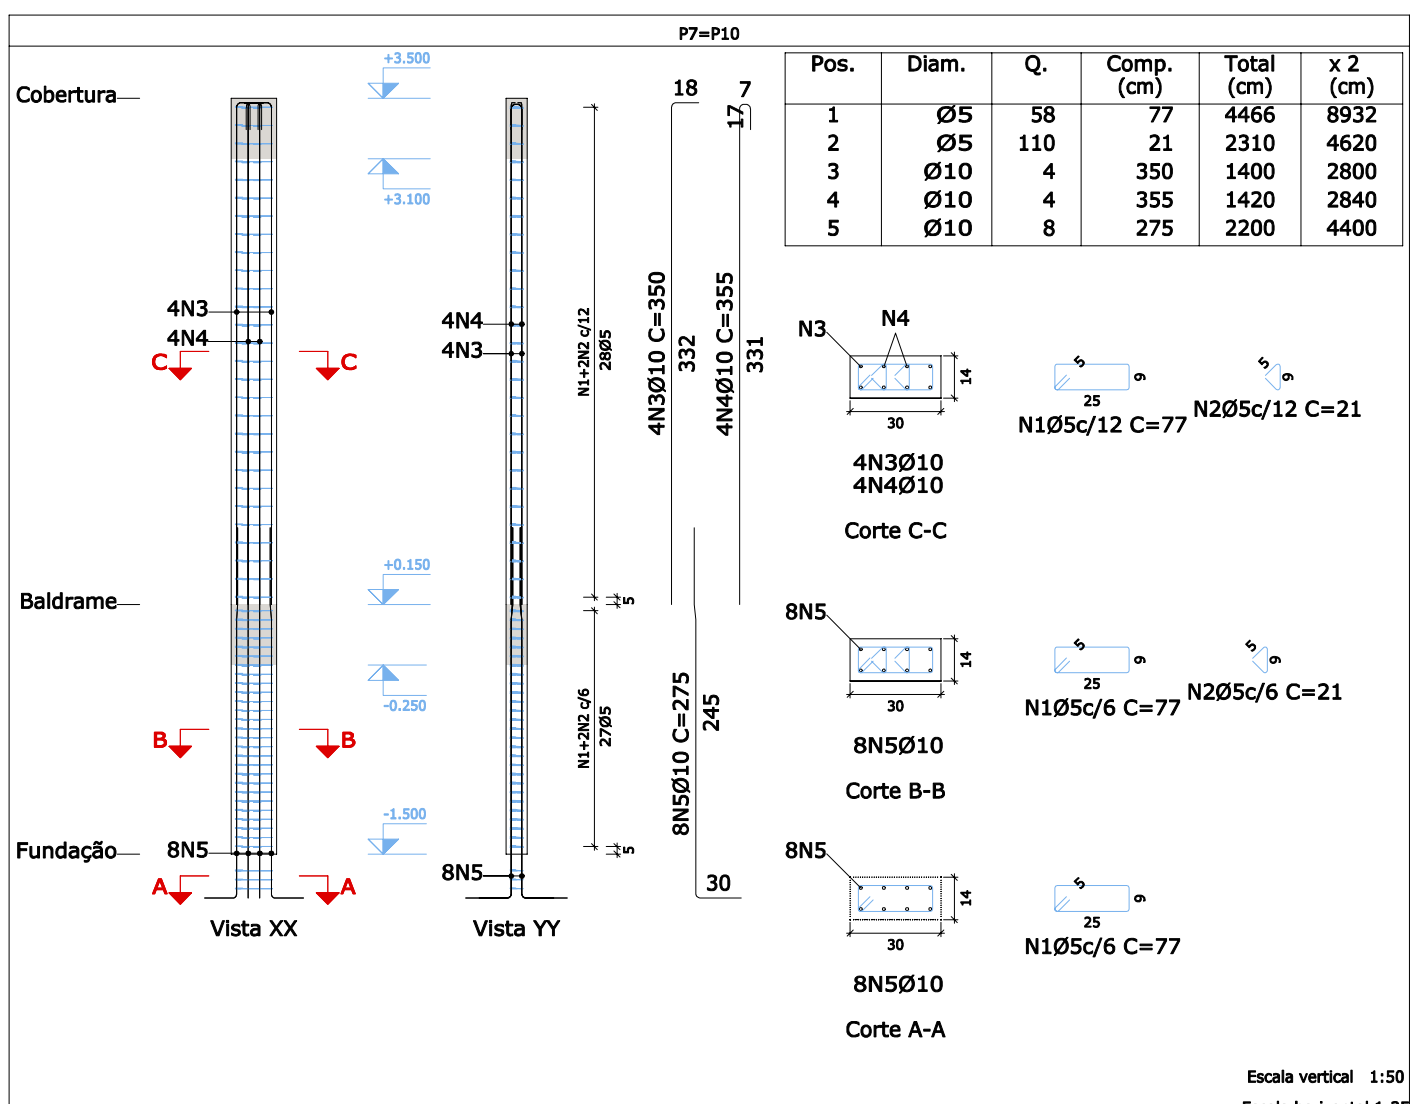 P7=P10
Pos. Diam. Q. Comp. (cm) Total (cm) x 2 (cm)
1 Ø5 58 77 4466 8932
2 Ø5 110 21 2310 4620
3 Ø10 4 350 1400 2800
4 Ø10 4 355 1420 2840
5 Ø10 8 275 2200 4400
Cobertura
+3.500
+3.100
4N3
4N4
C C
Baldrame
+0.150
-0.250
B B
Fundação
-1.500
8N5
A A
Vista XX
4N4
4N3
8N5
Vista YY
N1+2N2 c/12
28Ø5
5
N1+2N2 c/6
27Ø5
5
18
4N3Ø10 C=350
332
7
17
4N4Ø10 C=355
331
8N5Ø10 C=275
245
30
N3
N4
14
30
4N3Ø10
4N4Ø10
Corte C-C
5
9
25
N1Ø5c/12 C=77
5
9
N2Ø5c/12 C=21
8N5
14
30
8N5Ø10
Corte B-B
5
9
25
N1Ø5c/6 C=77
5
9
N2Ø5c/6 C=21
8N5
14
30
8N5Ø10
Corte A-A
5
9
25
N1Ø5c/6 C=77
Escala vertical 1:50